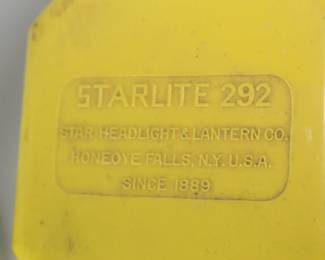 STARLITE 292
STAR HEADLIGHT & LANTERN CO.
HONEOYE FALLS, N.Y. U.S.A.
SINCE 1889